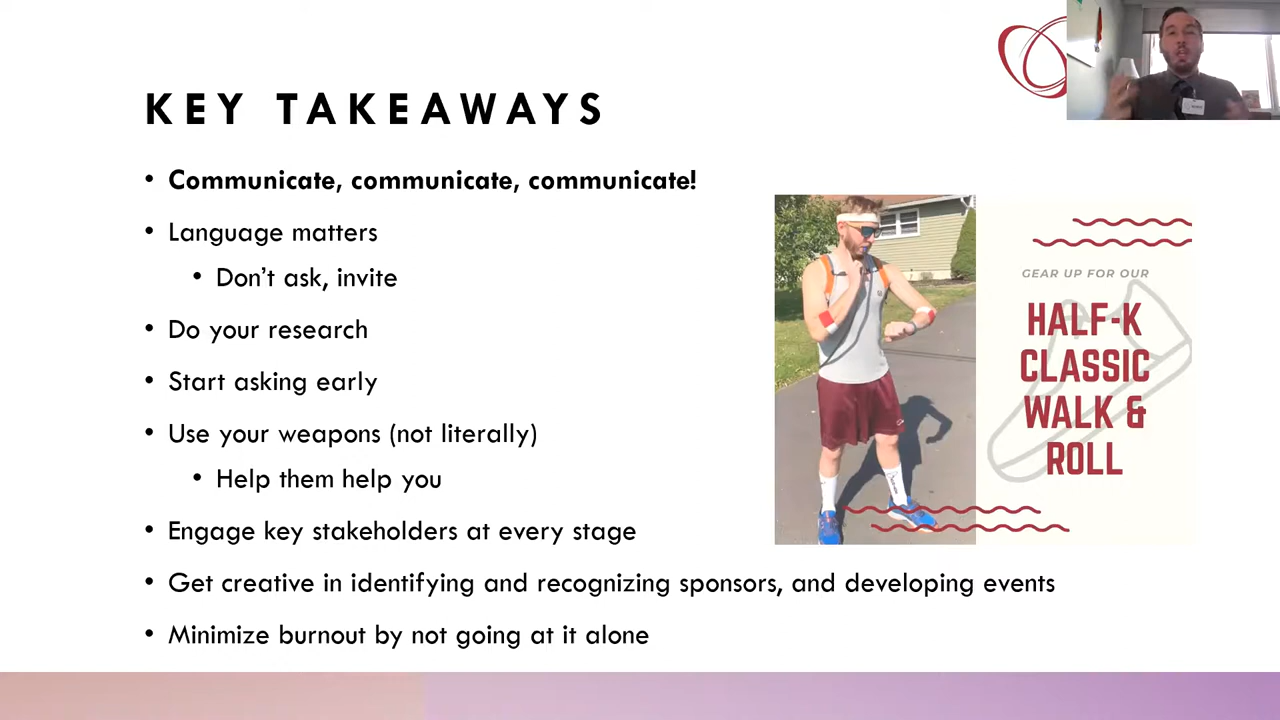 KEY TAKEAWAYS
• Communicate, communicate, communicate!
• Language matters
• Don’t ask, invite
• Do your research
• Start asking early
• Use your weapons (not literally)
• Help them help you
• Engage key stakeholders at every stage
• Get creative in identifying and recognizing sponsors, and developing events
• Minimize burnout by not going at it alone
GEAR UP FOR OUR
HALF-K
CLASSIC
WALK &
ROLL